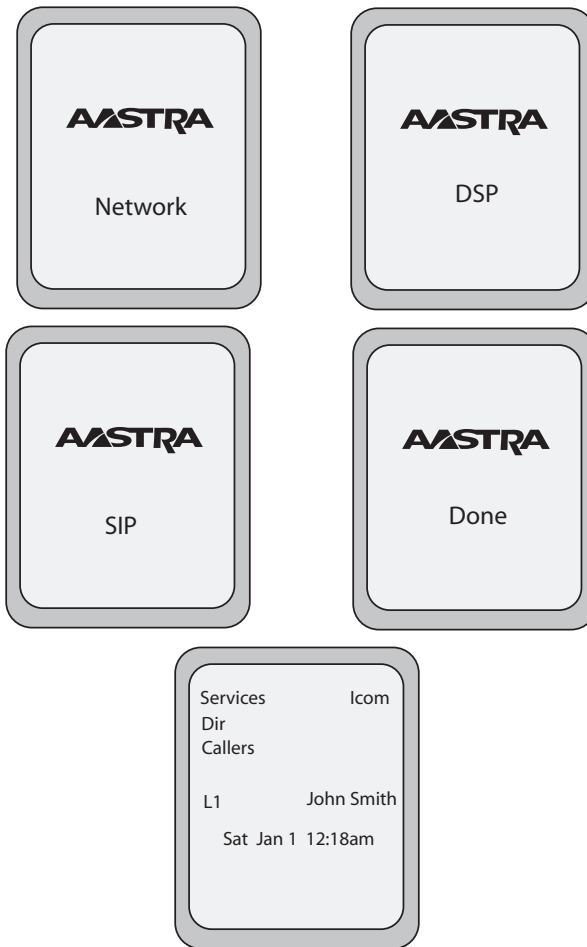 AASTRA
Network
AASTRA
DSP
AASTRA
SIP
AASTRA
Done
Services Icom
Dir
Callers
L1 John Smith
Sat Jan 1 12:18am